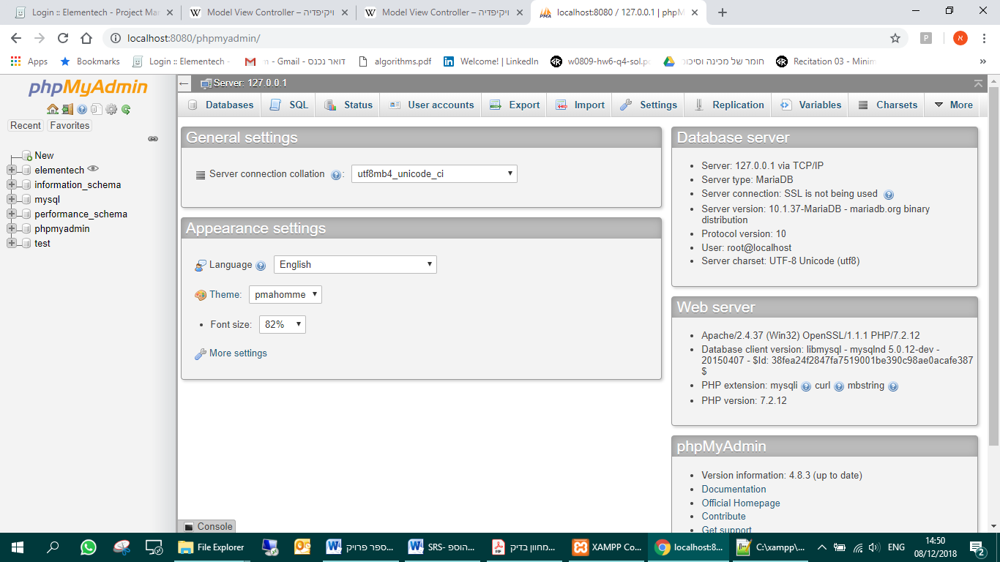 Login :: Elementech - Project Mar
Model View Controller – ויקיפדיה
Model View Controller – ויקיפדיה
localhost:8080 / 127.0.0.1 | phpM
localhost:8080/phpmyadmin/
P
א
Apps
Bookmarks
Login :: Elementech -
דואר נכנס - Gmail - m
algorithms.pdf
Welcome! | LinkedIn
w0809-hw6-q4-sol.p
חומר של מכינה וסיכומ
Recitation 03 - Minim
»
phpMyAdmin
Recent
Favorites
New
elementech
information_schema
mysql
performance_schema
phpmyadmin
test
Server: 127.0.0.1
Databases
SQL
Status
User accounts
Export
Import
Settings
Replication
Variables
Charsets
More
General settings
Server connection collation :
utf8mb4_unicode_ci
Appearance settings
Language
English
Theme:
pmahomme
Font size:
82%
More settings
Database server
Server: 127.0.0.1 via TCP/IP
Server type: MariaDB
Server connection: SSL is not being used
Server version: 10.1.37-MariaDB - mariadb.org binary
distribution
Protocol version: 10
User: root@localhost
Server charset: UTF-8 Unicode (utf8)
Web server
Apache/2.4.37 (Win32) OpenSSL/1.1.1 PHP/7.2.12
Database client version: libmysql - mysqlnd 5.0.12-dev -
20150407 - $Id: 38fea24f2847fa7519001be390c98ae0acafe387
$
PHP extension: mysqli curl mbstring
PHP version: 7.2.12
phpMyAdmin
Version information: 4.8.3 (up to date)
Documentation
Official Homepage
Contribute
Get support
Console
File Explorer
ספר פרויק...
SRS- הוספ...
מחוון בדיק...
XAMPP Co...
localhost:8...
C:\xampp\...
ENG
14:50
08/12/2018
2